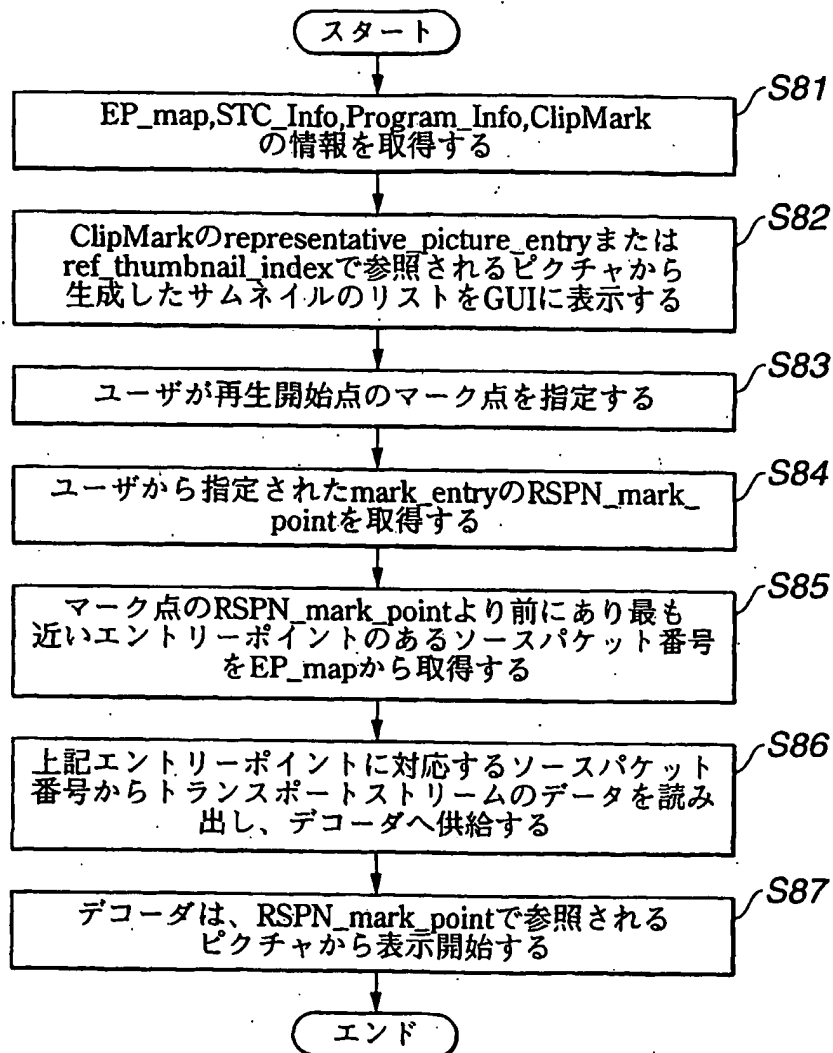 スタート
S81
EP_map,STC_Info,Program_Info,ClipMark
の情報を取得する
S82
ClipMarkのrepresentative_picture_entryまたは
ref_thumbnail_indexで参照されるピクチャから
生成したサムネイルのリストをGUIに表示する
S83
ユーザが再生開始点のマーク点を指定する
S84
ユーザから指定されたmark_entryのRSPN_mark_
pointを取得する
S85
マーク点のRSPN_mark_pointより前にあり最も
近いエントリーポイントのあるソースパケット番号
をEP_mapから取得する
S86
上記エントリーポイントに対応するソースパケット
番号からトランスポートストリームのデータを読み
出し、デコーダへ供給する
S87
デコーダは、RSPN_mark_pointで参照される
ピクチャから表示開始する
エンド